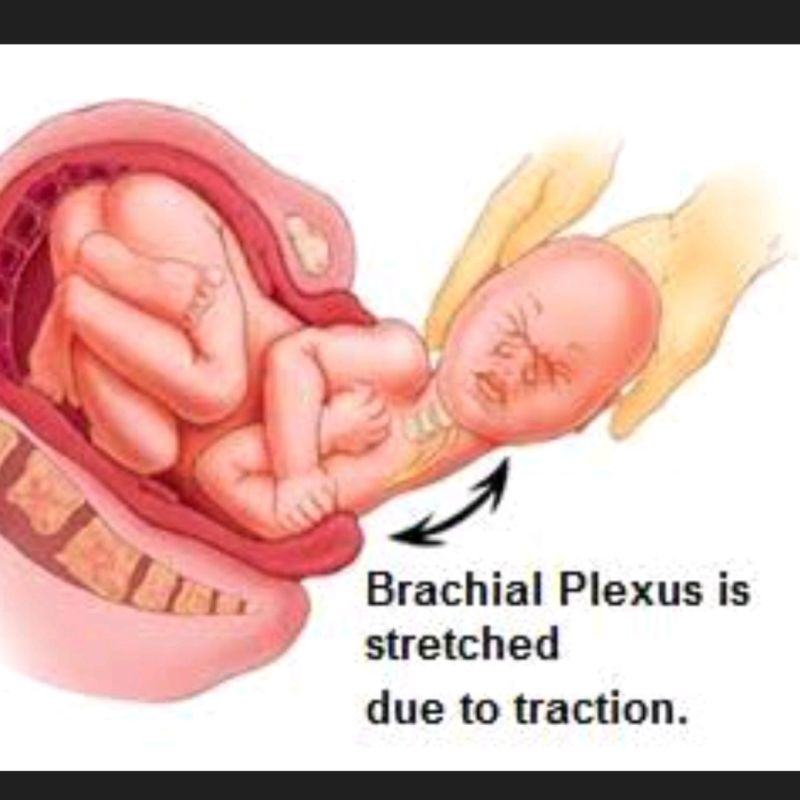 Brachial Plexus is
stretched
due to traction.